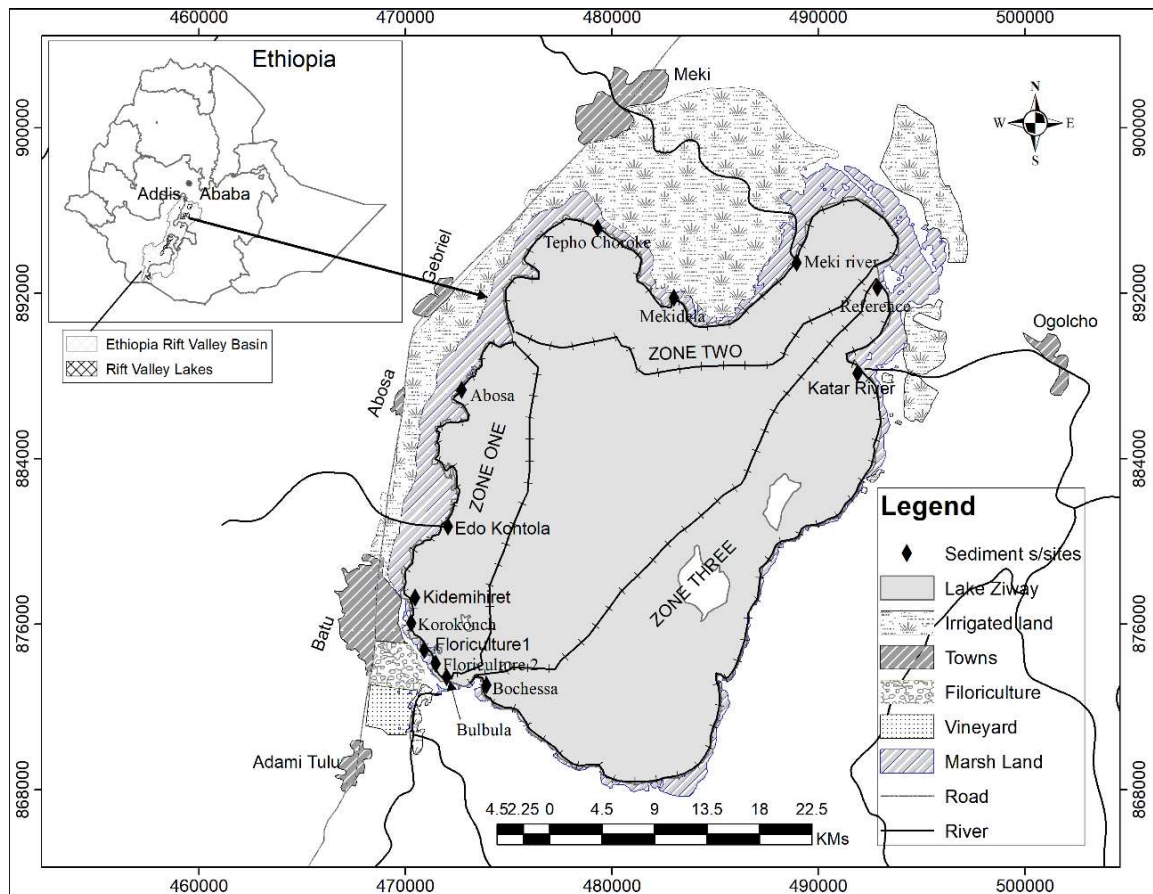 460000 470000 480000 490000 500000
Ethiopia
Addis Ababa
Ethiopia Rift Valley Basin
Rift Valley Lakes
Meki
N
W E
S
900000
900000
Tepho Choroke
Gebriel
Meki river
892000
892000
Mekidela
Reference
Ogolcho
ZONE TWO
Katar River
Abosa
Abosa
884000
884000
ZONE ONE
Legend
Edo Kontola
Sediment s/sites
Lake Ziway
ZONE THREE
Kidemihiret
Irrigated land
876000
876000
Batu
Korokonch
Floriculture1
Towns
Floriculture 2
Filoriculture
Bochessa
Vineyard
Bulbula
Adami Tulu
Marsh Land
868000
868000
Road
4.5 2.25 0 4.5 9 13.5 18 22.5
KMs
River
460000 470000 480000 490000 500000